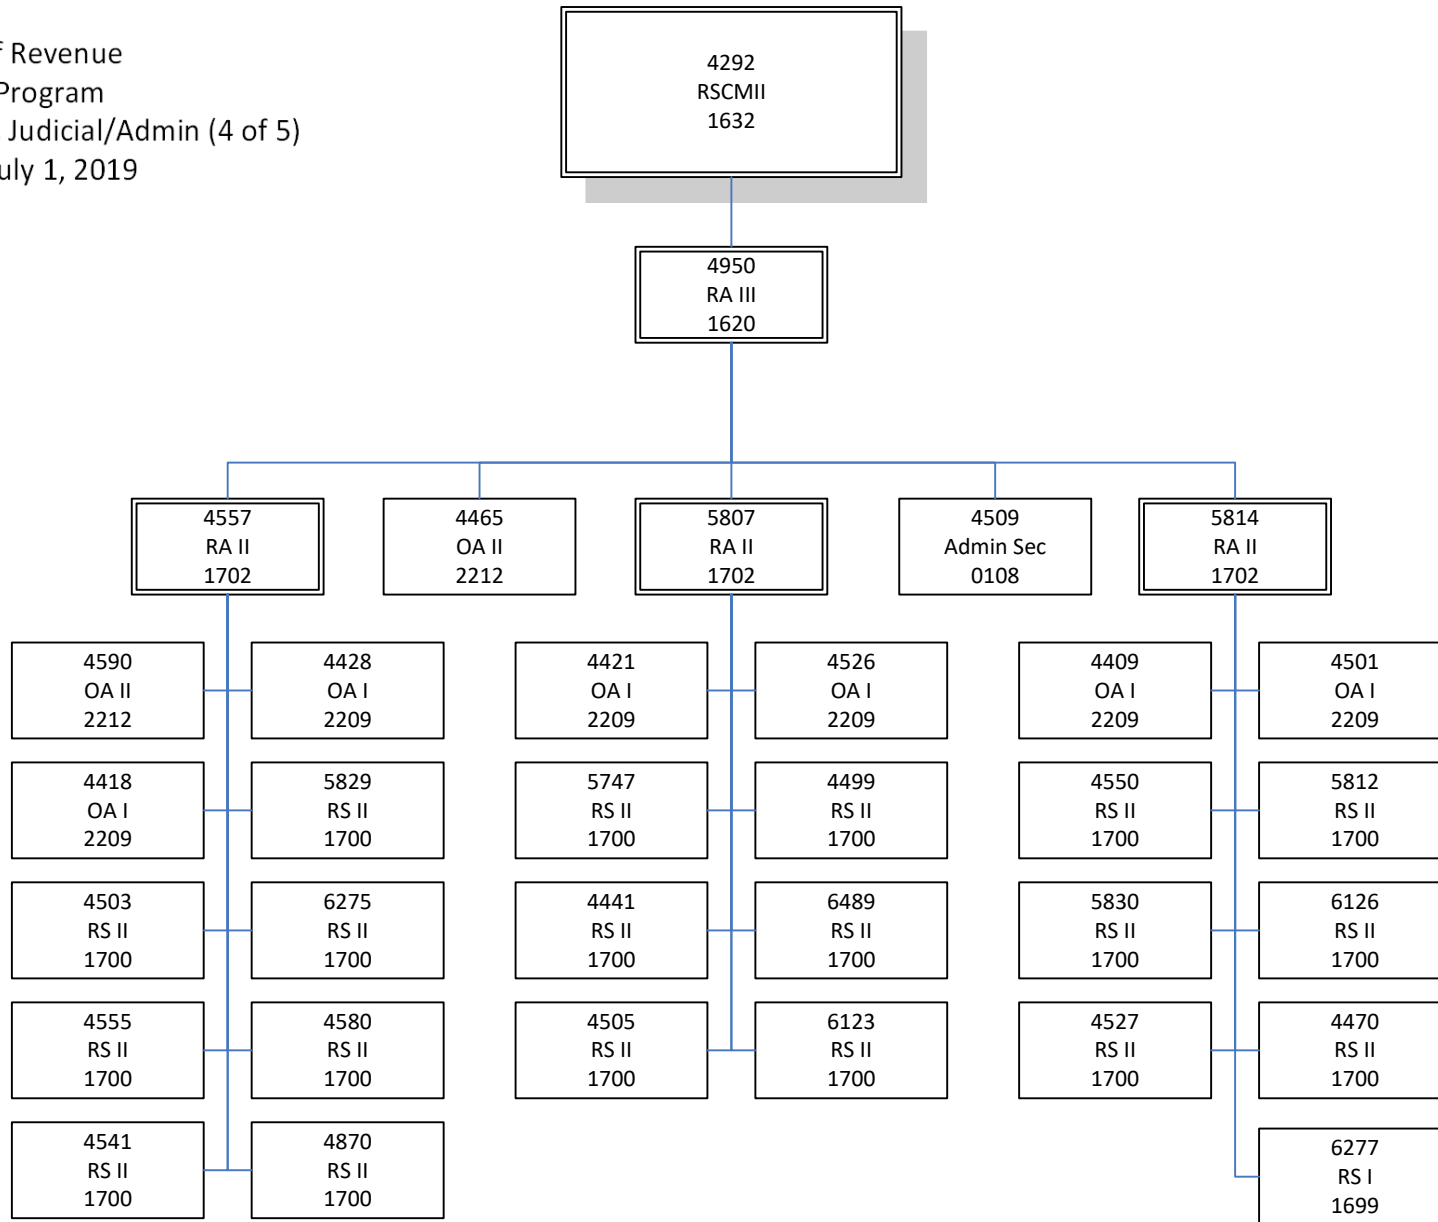 Revenue
Program
Judicial/Admin (4 of 5)
1, 2019
4292
RSCMII
1632
4950
RA III
1620
4557
RA II
1702
4465
OA II
2212
5807
RA II
1702
4509
Admin Sec
0108
5814
RA II
1702
4590
OA II
2212
4428
OA I
2209
4421
OA I
2209
4526
OA I
2209
4409
OA I
2209
4501
OA I
2209
4418
OA I
2209
5829
RS II
1700
5747
RS II
1700
4499
RS II
1700
4550
RS II
1700
5812
RS II
1700
4503
RS II
1700
6275
RS II
1700
4441
RS II
1700
6489
RS II
1700
5830
RS II
1700
6126
RS II
1700
4555
RS II
1700
4580
RS II
1700
4505
RS II
1700
6123
RS II
1700
4527
RS II
1700
4470
RS II
1700
4541
RS II
1700
4870
RS II
1700
6277
RS I
1699